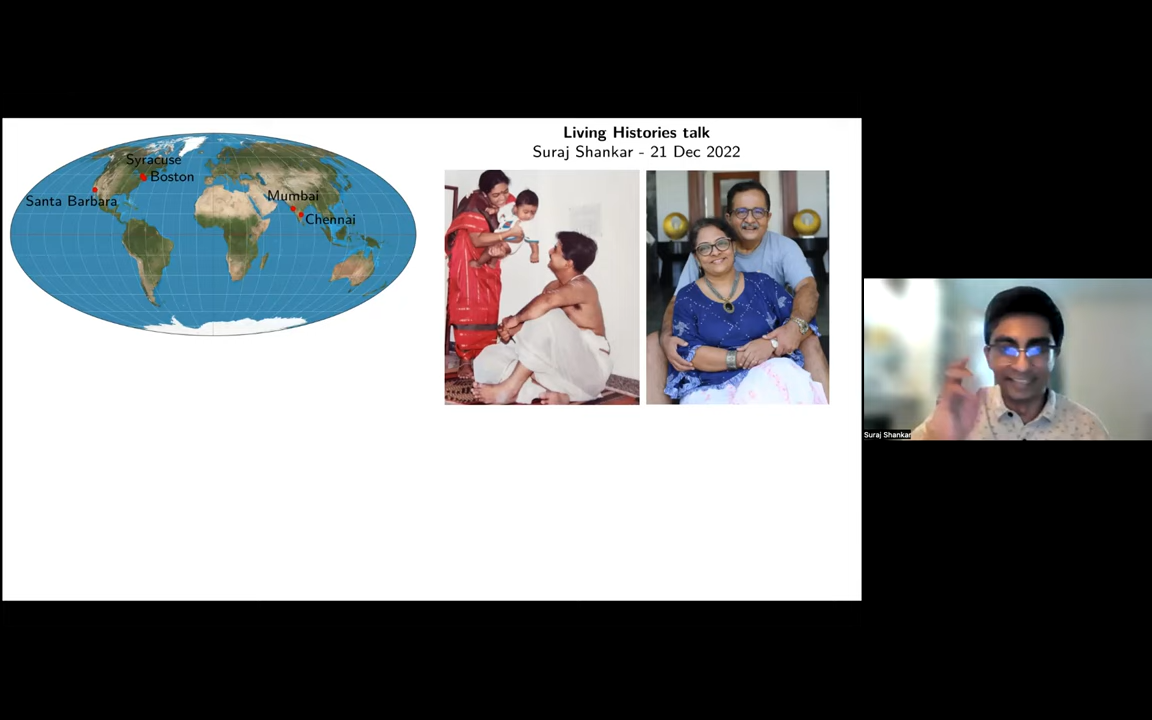 Living Histories talk
Suraj Shankar - 21 Dec 2022
Syracuse
Boston
Santa Barbara
Mumbai
Chennai
Suraj Shankar